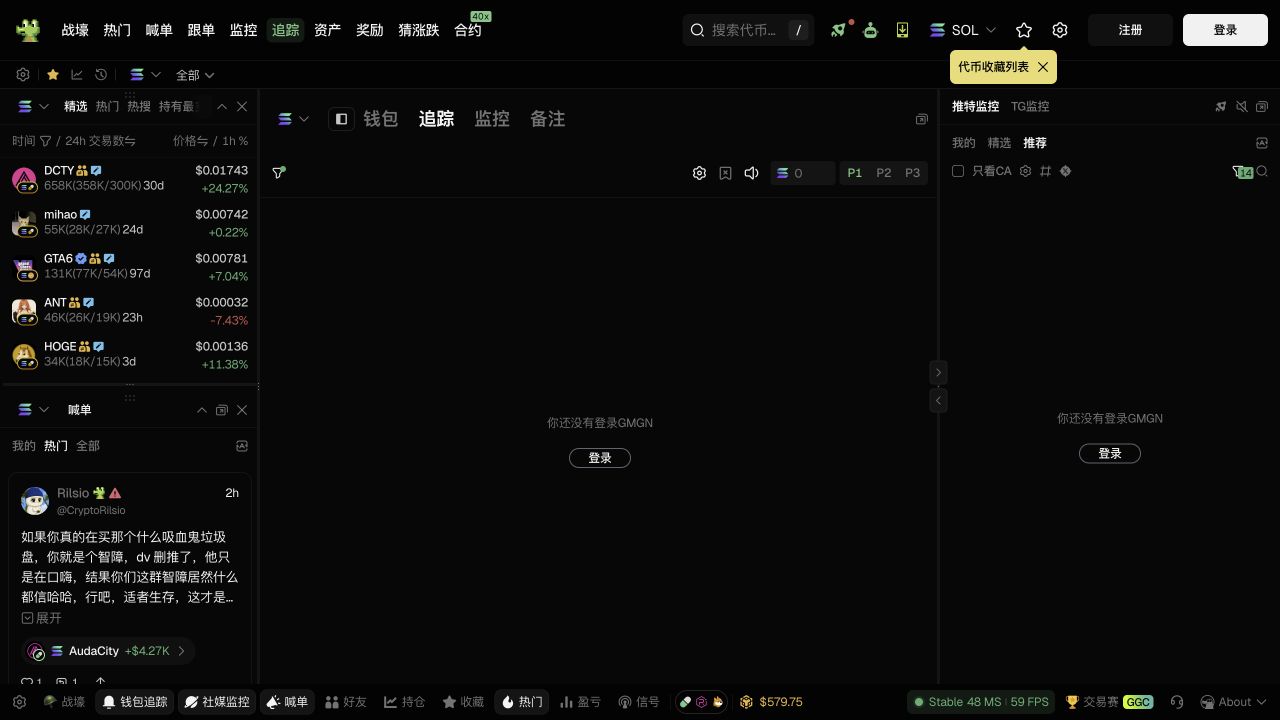 战壕 热门 喊单 跟单 监控 追踪 资产 奖励 猜涨跌 合约 40x
搜索代币... / SOL 注册 登录
代币收藏列表
全部
精选 热门 热搜 持有最
时间 / 24h 交易数 价格 / 1h %
DCTY $0.01743
658K(358K/300K) 30d +24.27%
mihao $0.00742
55K(28K/27K) 24d +0.22%
GTA6 $0.00781
131K(77K/54K) 97d +7.04%
ANT $0.00032
46K(26K/19K) 23h -7.43%
HOGE $0.00136
34K(18K/15K) 3d +11.38%
喊单
我的 热门 全部
Rilsio 2h
@CryptoRilsio
如果你真的在买那个什么吸血鬼垃圾
盘，你就是个智障，dv 删推了，他只
是在口嗨，结果你们这群智障居然什么
都信哈哈，行吧，适者生存，这才是...
展开
AudaCity +$4.27K
1 1
钱包 追踪 监控 备注
0 P1 P2 P3
你还没有登录GMGN
登录
推特监控 TG监控
我的 精选 推荐
只看CA 14
你还没有登录GMGN
登录
战壕 钱包追踪 社媒监控 喊单 好友 持仓 收藏 热门 盈亏 信号 $579.75 Stable 48 MS 59 FPS 交易赛 GGC About